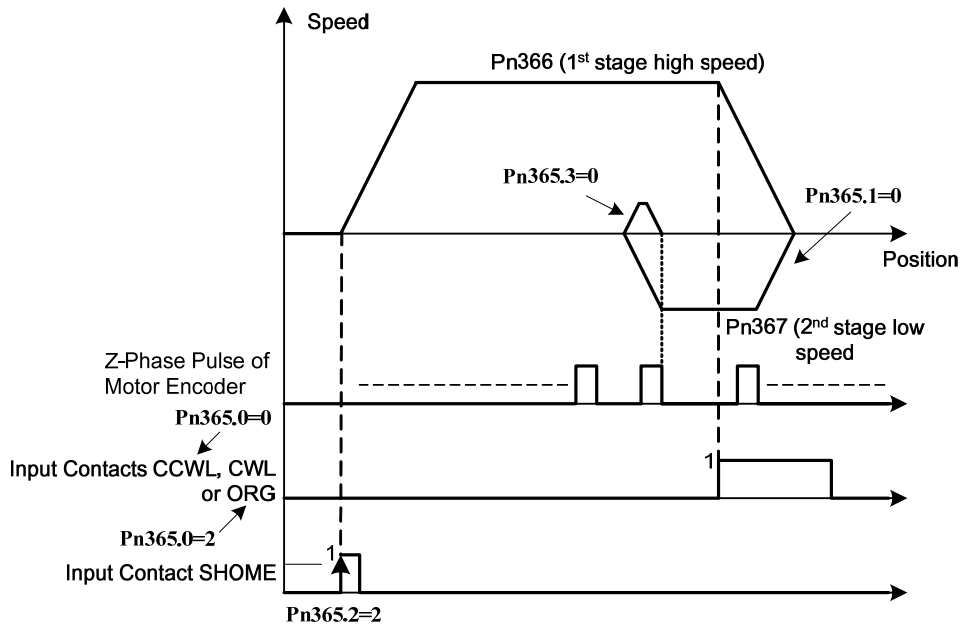 Speed
Pn366 (1st stage high speed)
Pn365.3=0
Pn365.1=0
Position
Pn367 (2nd stage low
speed
Z-Phase Pulse of
Motor Encoder
Pn365.0=0
Input Contacts CCWL, CWL
or ORG
1
Pn365.0=2
1
Input Contact SHOME
Pn365.2=2